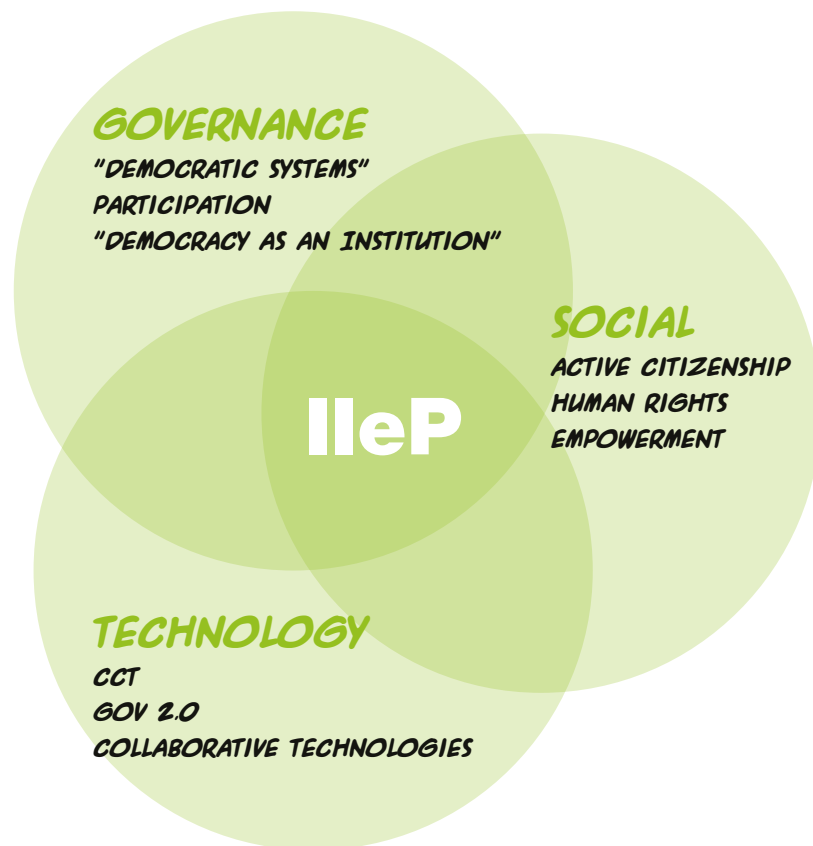 GOVERNANCE
"DEMOCRATIC SYSTEMS"
PARTICIPATION
"DEMOCRACY AS AN INSTITUTION"
SOCIAL
ACTIVE CITIZENSHIP
HUMAN RIGHTS
EMPOWERMENT
IIeP
TECHNOLOGY
CCT
GOV 2.0
COLLABORATIVE TECHNOLOGIES